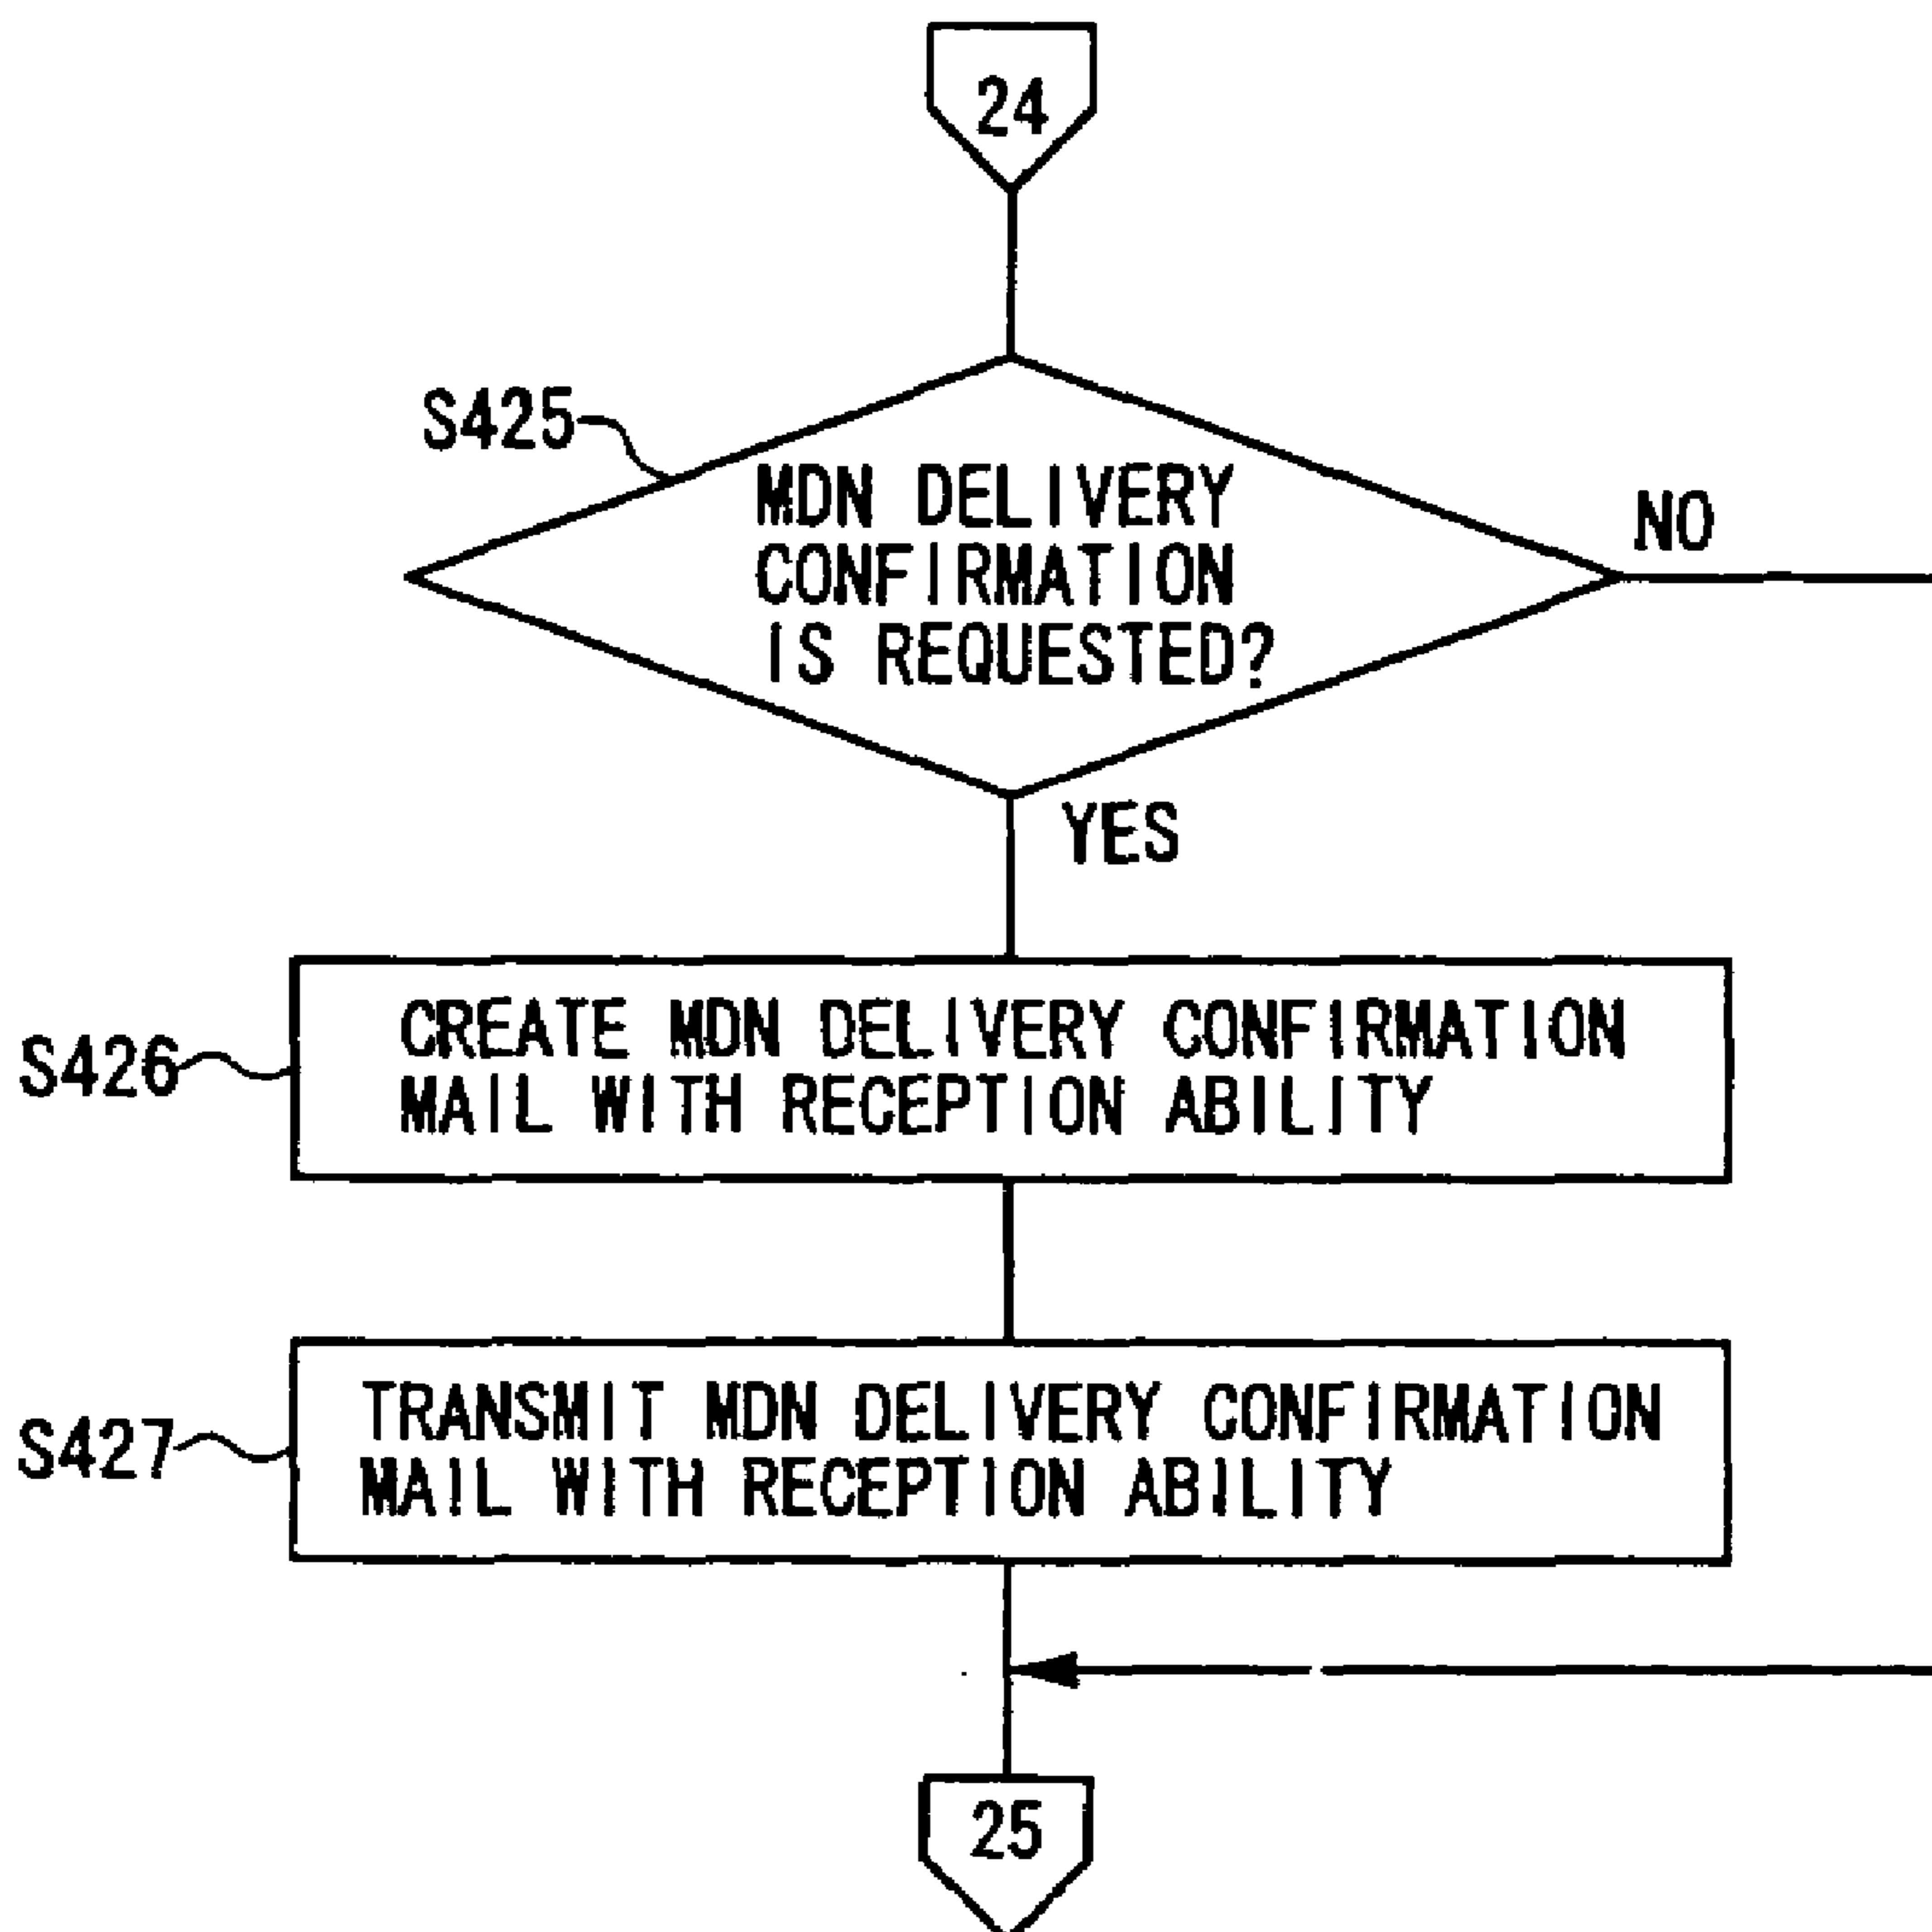 24
S425
MDN DELIVERY
CONFIRMATION
IS REQUESTED?
NO
YES
S426
CREATE MDN DELIVERY CONFIRMATION
MAIL WITH RECEPTION ABILITY
S427
TRANSMIT MDN DELIVERY CONFIRMATION
MAIL WITH RECEPTION ABILITY
25